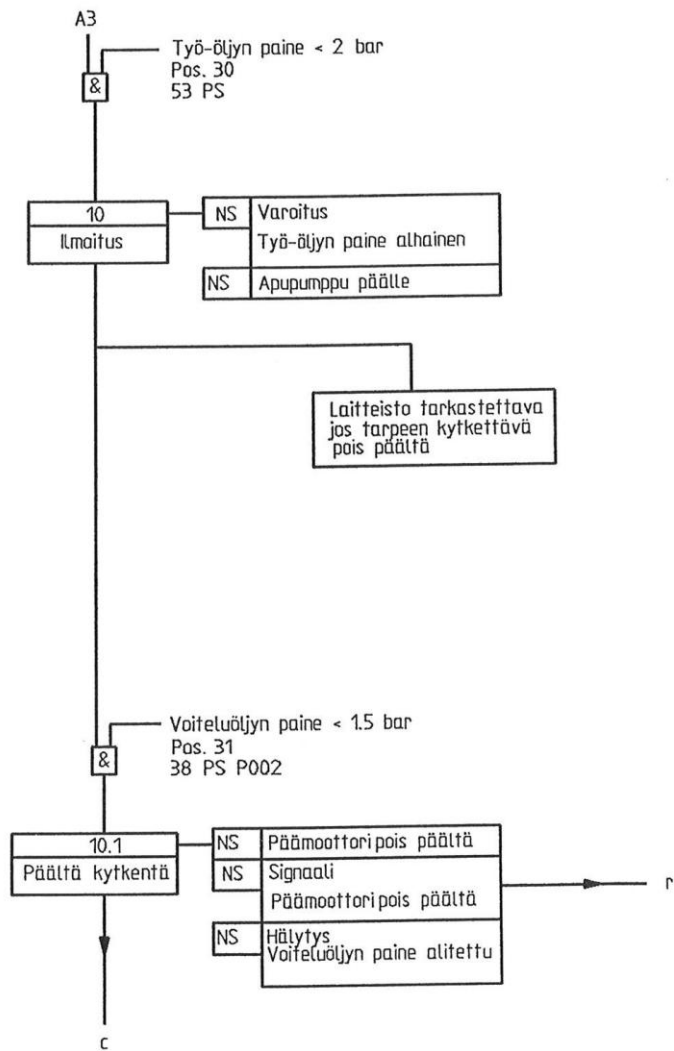 A3
Työ-öljyn paine < 2 bar
Pos. 30
53 PS
&
10
Ilmoitus
NS
Varoitus
Työ-öljyn paine alhainen
NS
Apupumppu päälle
Laitteisto tarkastettava
jos tarpeen kytkettävä
pois päältä
Voiteluöljyn paine < 1.5 bar
Pos. 31
38 PS P002
&
10.1
Päältä kytkentä
NS
Päämoottori pois päältä
NS
Signaali
Päämoottori pois päältä
r
NS
Hälytys
Voiteluöljyn paine alitettu
c